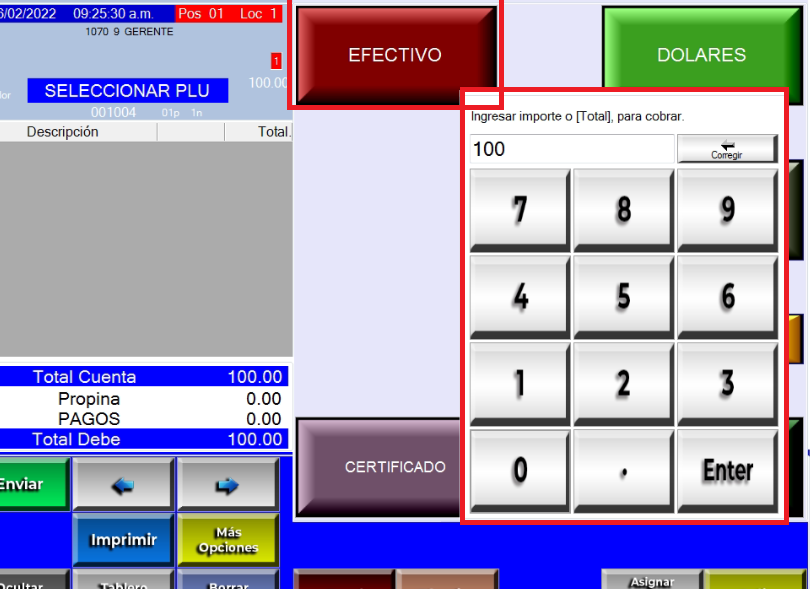 6/02/2022 09:25:30 a.m. Pos 01 Loc 1
1070 9 GERENTE
1
SELECCIONAR PLU 100.00
001004 01p 1n
Descripción Total
Total Cuenta 100.00
Propina 0.00
PAGOS 0.00
Total Debe 100.00
Enviar
Imprimir
Más
Opciones
Ocultar
Tablero
Borrar
EFECTIVO
DOLARES
Ingresar importe o [Total], para cobrar.
100
Corregir
7 8 9
4 5 6
1 2 3
0 . Enter
CERTIFICADO
Asignar